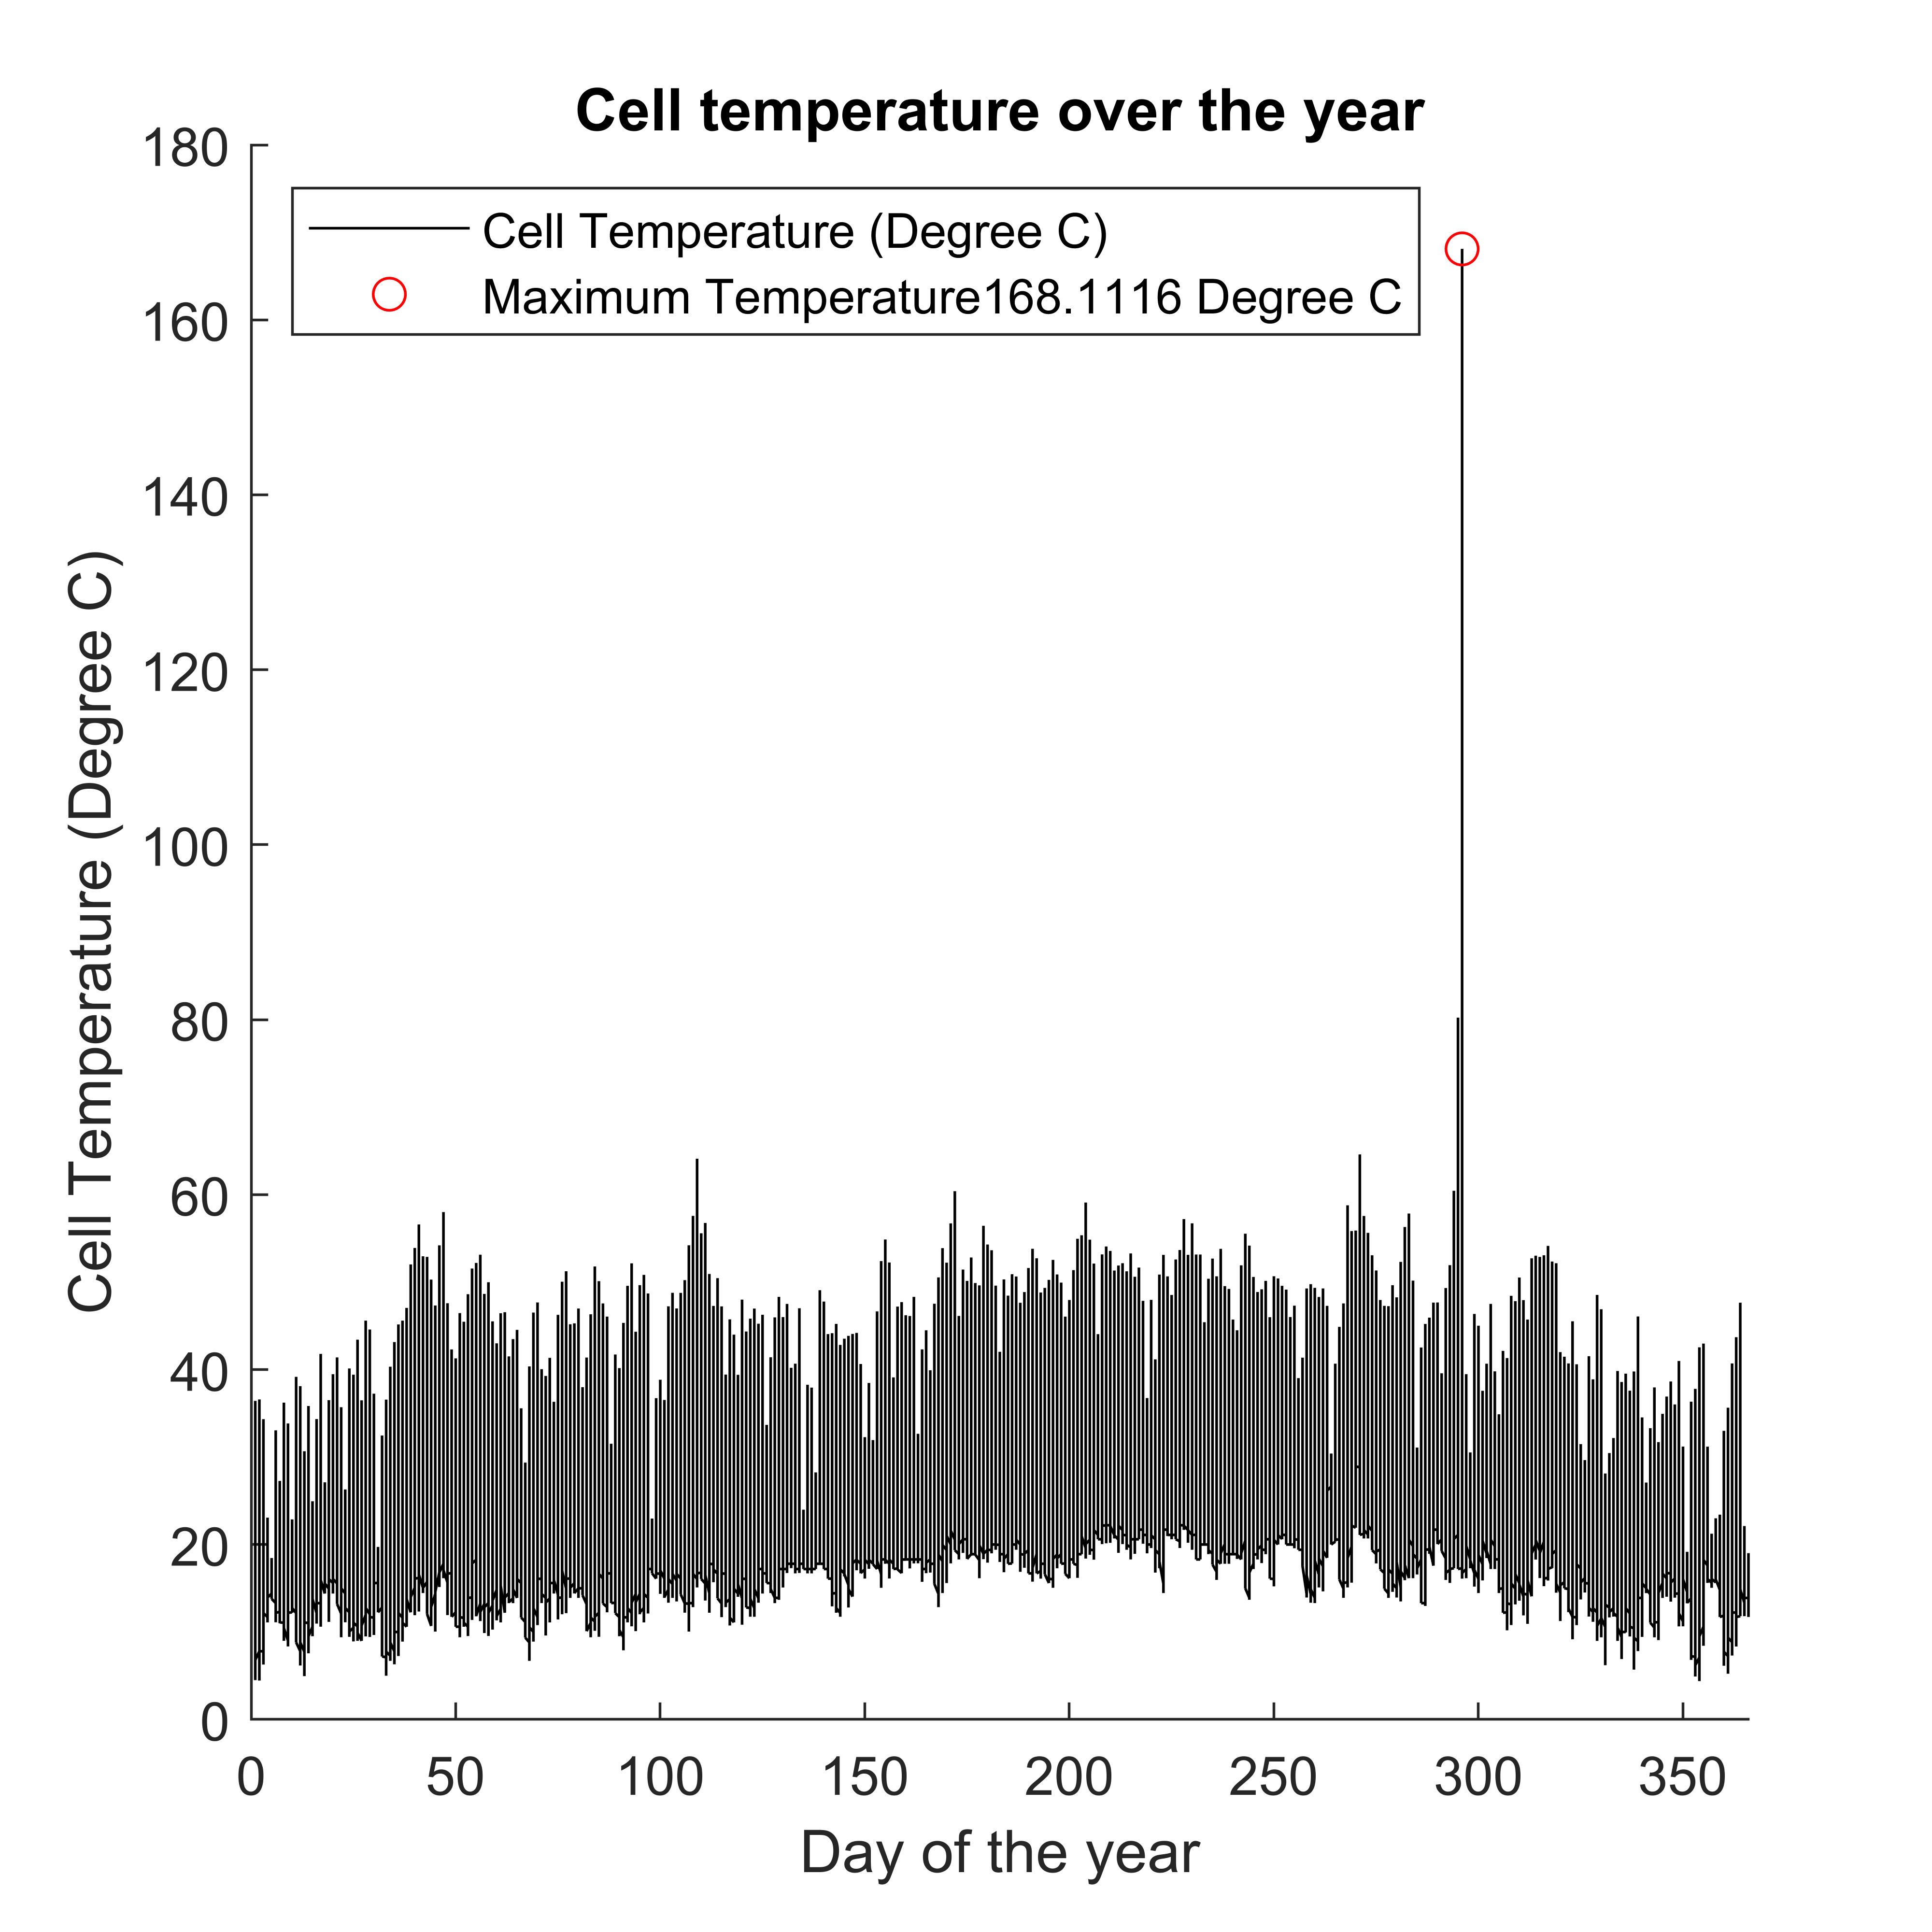 Cell temperature over the year
Cell Temperature (Degree C)
Maximum Temperature168.1116 Degree C
180
160
140
120
100
80
60
40
20
0
Cell Temperature (Degree C)
0 50 100 150 200 250 300 350
Day of the year